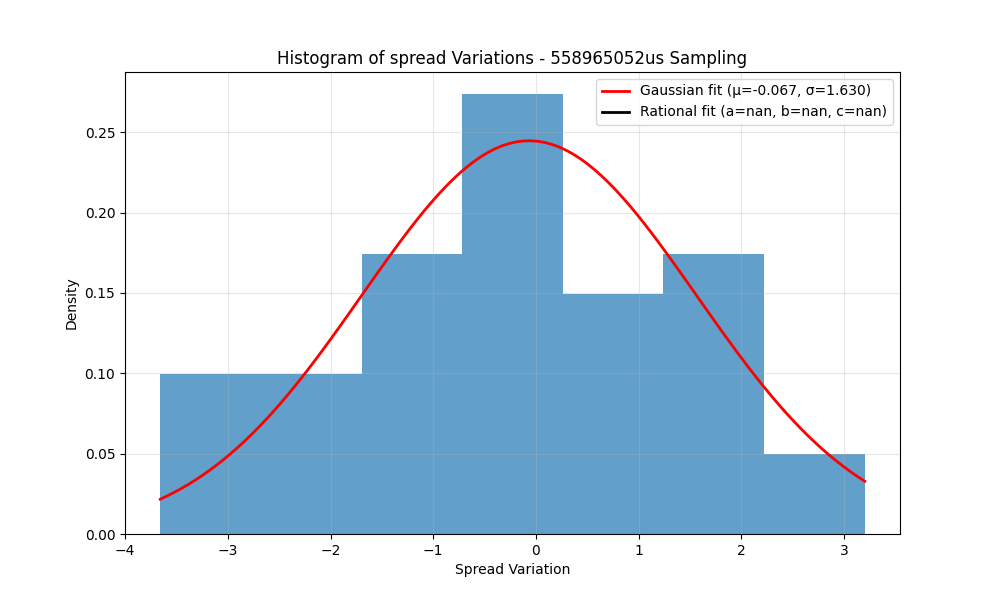 Histogram of spread Variations - 558965052us Sampling
Gaussian fit (μ=-0.067, σ=1.630)
Rational fit (a=nan, b=nan, c=nan)
Density
0.25
0.20
0.15
0.10
0.05
0.00
−4 −3 −2 −1 0 1 2 3
Spread Variation